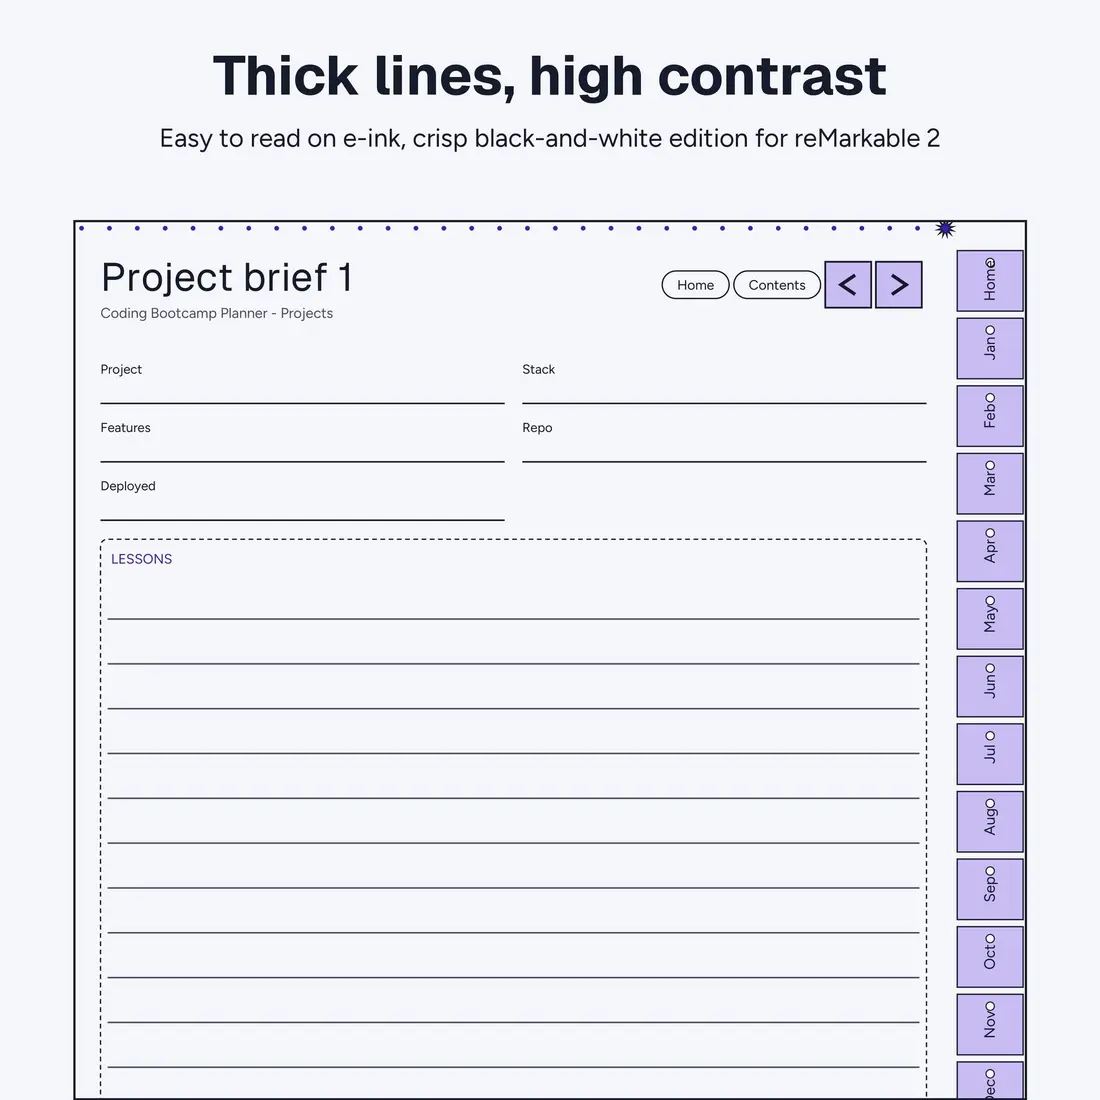 Thick lines, high contrast
Easy to read on e-ink, crisp black-and-white edition for reMarkable 2
Project brief 1
Home
Contents
Coding Bootcamp Planner - Projects
Project
Stack
Features
Repo
Deployed
LESSONS
Home
Jan
Feb
Mar
Apr
May
Jun
Jul
Aug
Sep
Oct
Nov
Dec